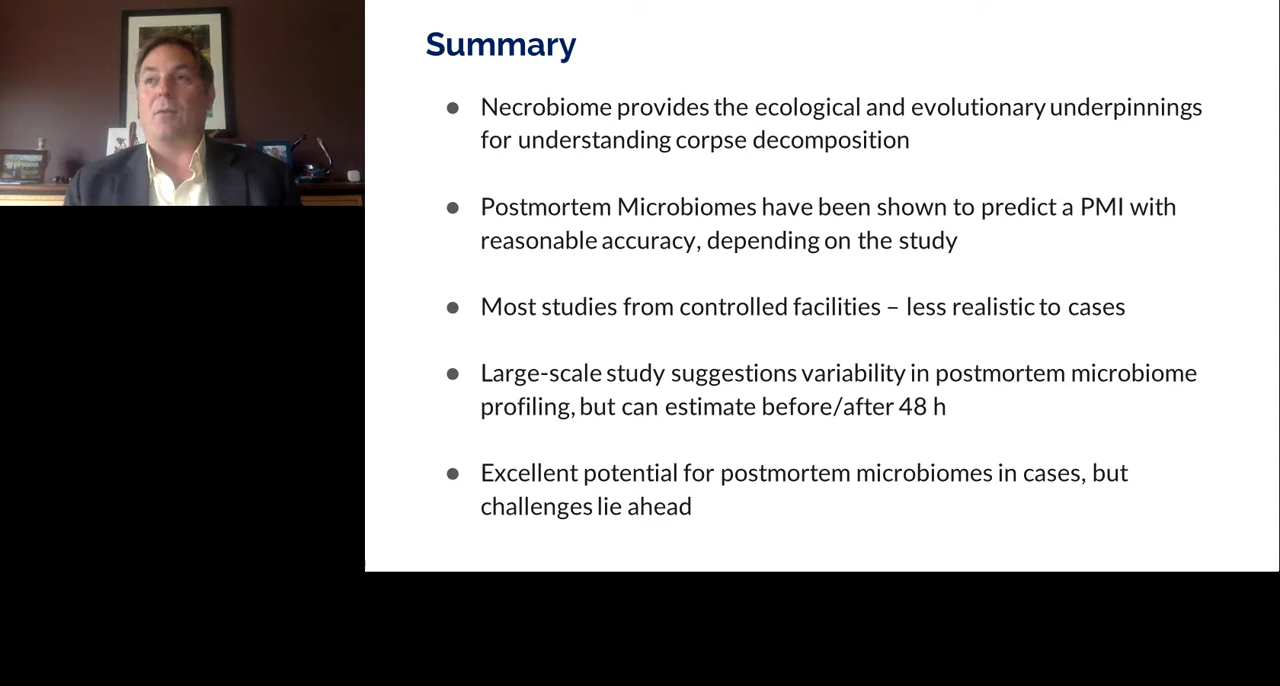 Summary
Necrobiome provides the ecological and evolutionary underpinnings
for understanding corpse decomposition
Postmortem Microbiomes have been shown to predict a PMI with
reasonable accuracy, depending on the study
Most studies from controlled facilities – less realistic to cases
Large-scale study suggestions variability in postmortem microbiome
profiling, but can estimate before/after 48 h
Excellent potential for postmortem microbiomes in cases, but
challenges lie ahead